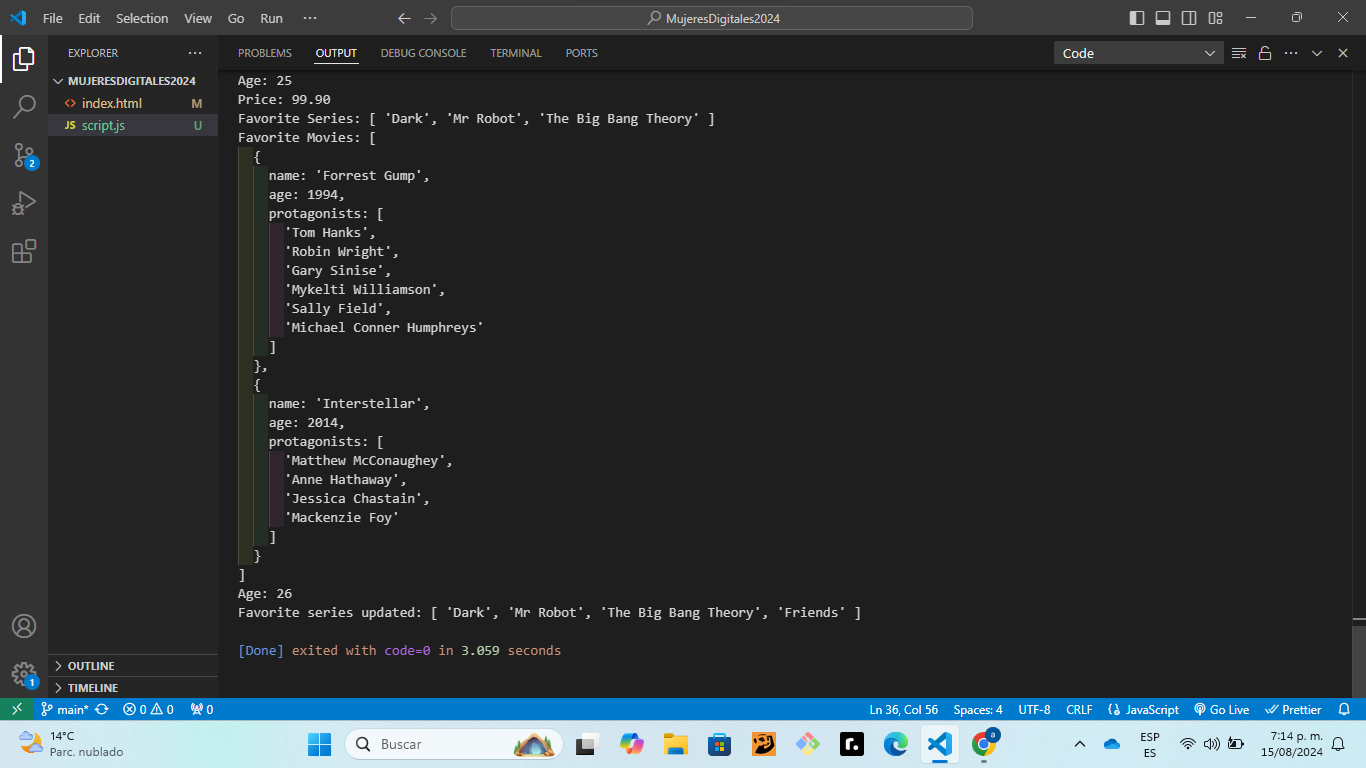 File Edit Selection View Go Run ··· MujeresDigitales2024
EXPLORER ···
MUJERESDIGITALES2024
<> index.html M
JS script.js U
OUTLINE
TIMELINE
2
1
PROBLEMS OUTPUT DEBUG CONSOLE TERMINAL PORTS Code ···
Age: 25
Price: 99.90
Favorite Series: [ 'Dark', 'Mr Robot', 'The Big Bang Theory' ]
Favorite Movies: [
  {
    name: 'Forrest Gump',
    age: 1994,
    protagonists: [
      'Tom Hanks',
      'Robin Wright',
      'Gary Sinise',
      'Mykelti Williamson',
      'Sally Field',
      'Michael Conner Humphreys'
    ]
  },
  {
    name: 'Interstellar',
    age: 2014,
    protagonists: [
      'Matthew McConaughey',
      'Anne Hathaway',
      'Jessica Chastain',
      'Mackenzie Foy'
    ]
  }
]
Age: 26
Favorite series updated: [ 'Dark', 'Mr Robot', 'The Big Bang Theory', 'Friends' ]
[Done] exited with code=0 in 3.059 seconds
main* 0 0 0 Ln 36, Col 56 Spaces: 4 UTF-8 CRLF {} JavaScript Go Live Prettier
14°C
Parc. nublado
Buscar
r.
a
ESP
ES
7:14 p. m.
15/08/2024